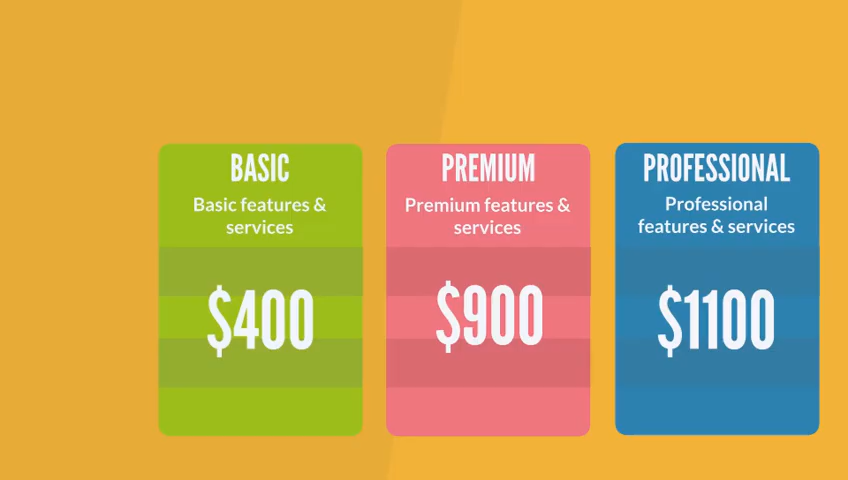 BASIC
Basic features &
services
$400
PREMIUM
Premium features &
services
$900
PROFESSIONAL
Professional
features & services
$1100